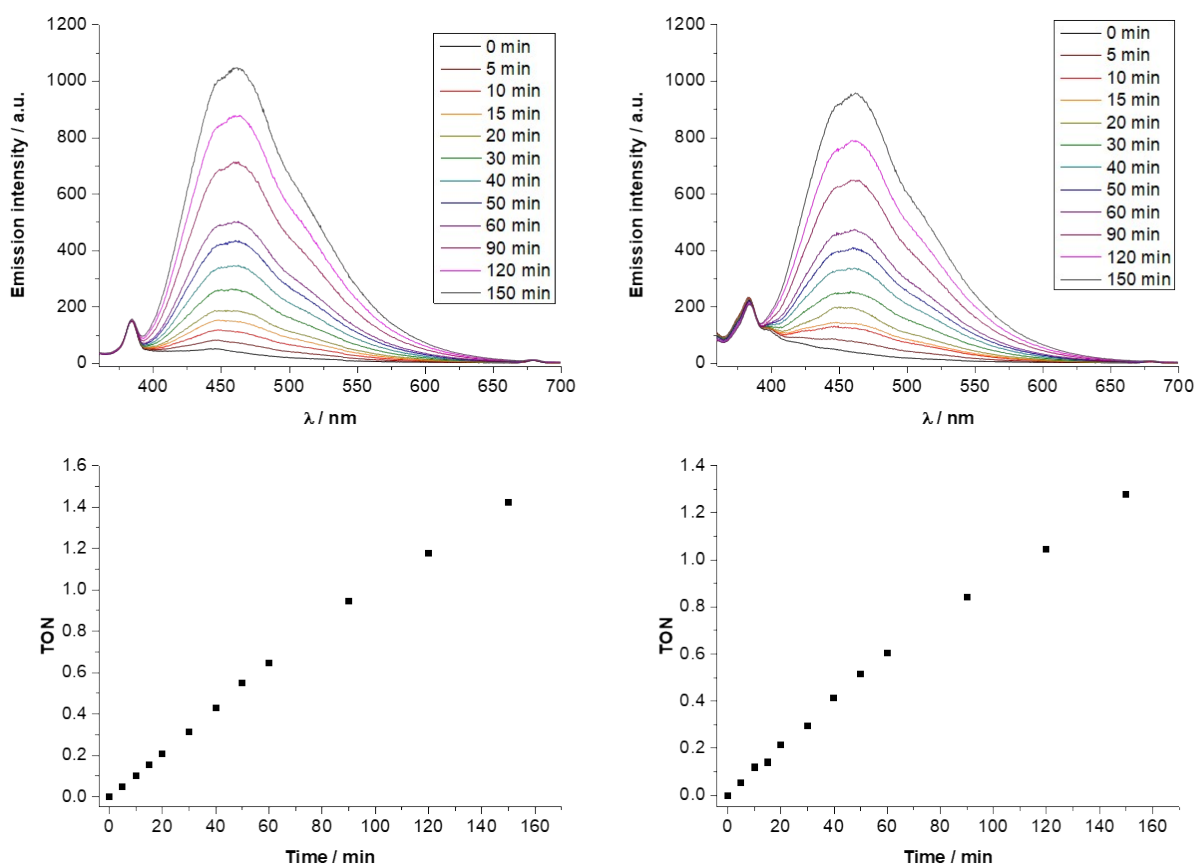 1200
1000
800
600
400
200
0
Emission intensity / a.u.
400 450 500 550 600 650 700
λ / nm
0 min
5 min
10 min
15 min
20 min
30 min
40 min
50 min
60 min
90 min
120 min
150 min
1200
1000
800
600
400
200
0
Emission intensity / a.u.
400 450 500 550 600 650 700
λ / nm
0 min
5 min
10 min
15 min
20 min
30 min
40 min
50 min
60 min
90 min
120 min
150 min
1.6
1.4
1.2
1.0
0.8
0.6
0.4
0.2
0.0
TON
0 20 40 60 80 100 120 140 160
Time / min
1.4
1.2
1.0
0.8
0.6
0.4
0.2
0.0
TON
0 20 40 60 80 100 120 140 160
Time / min